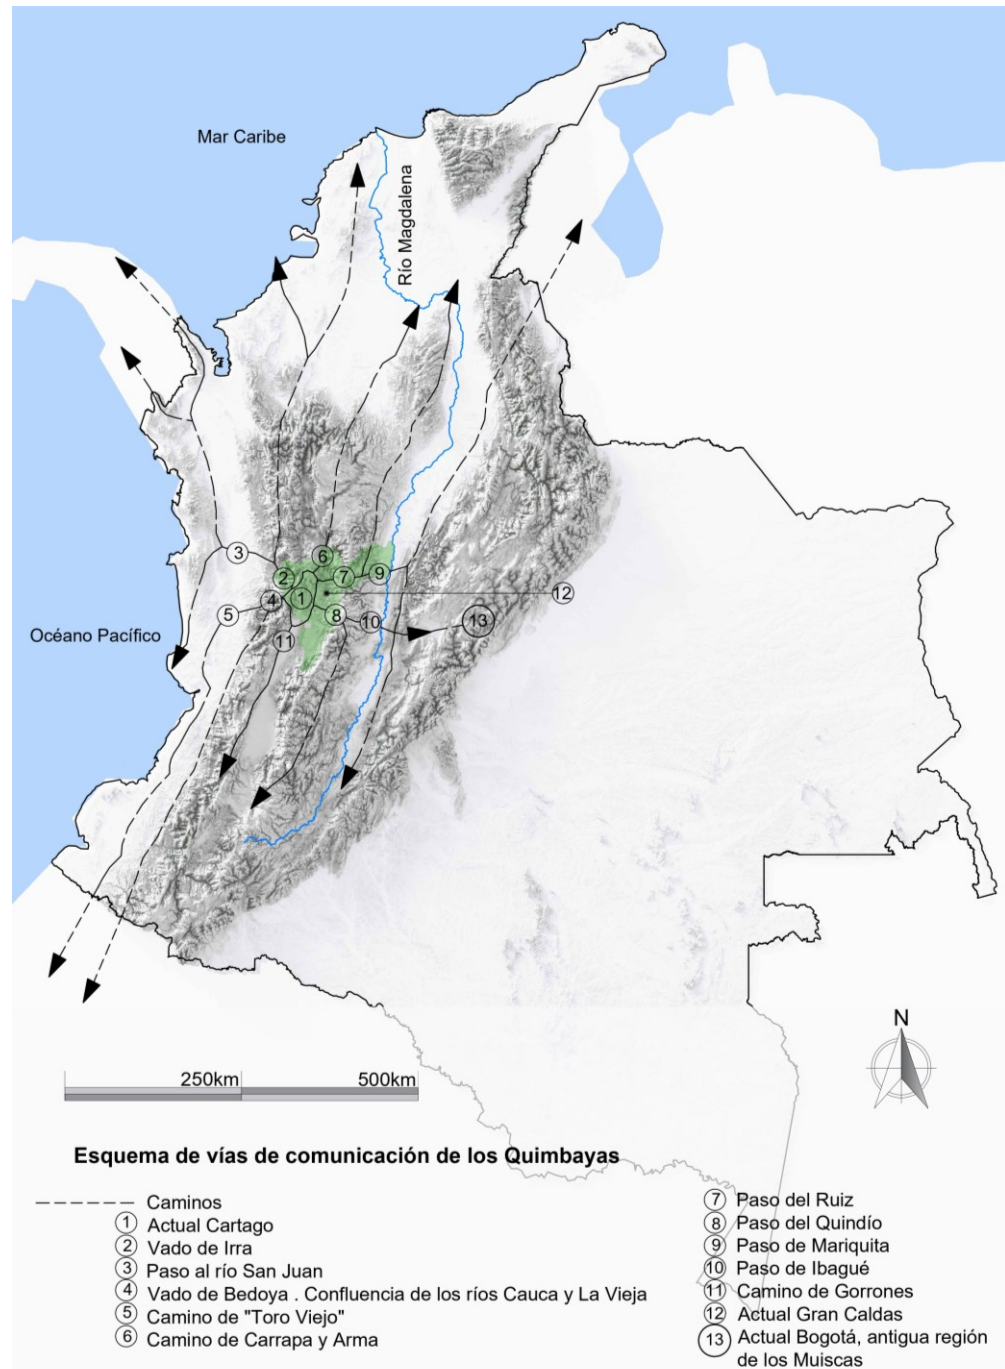 Mar Caribe
Río Magdalena
6
3
2
7
9
1
4
12
5
8
10
13
11
Océano Pacífico
N
250km
500km
Esquema de vías de comunicación de los Quimbayas
Caminos
1 Actual Cartago
2 Vado de Irra
3 Paso al río San Juan
4 Vado de Bedoya . Confluencia de los ríos Cauca y La Vieja
5 Camino de "Toro Viejo"
6 Camino de Carrapa y Arma
7 Paso del Ruiz
8 Paso del Quindío
9 Paso de Mariquita
10 Paso de Ibagué
11 Camino de Gorrones
12 Actual Gran Caldas
13 Actual Bogotá, antigua región
de los Muiscas